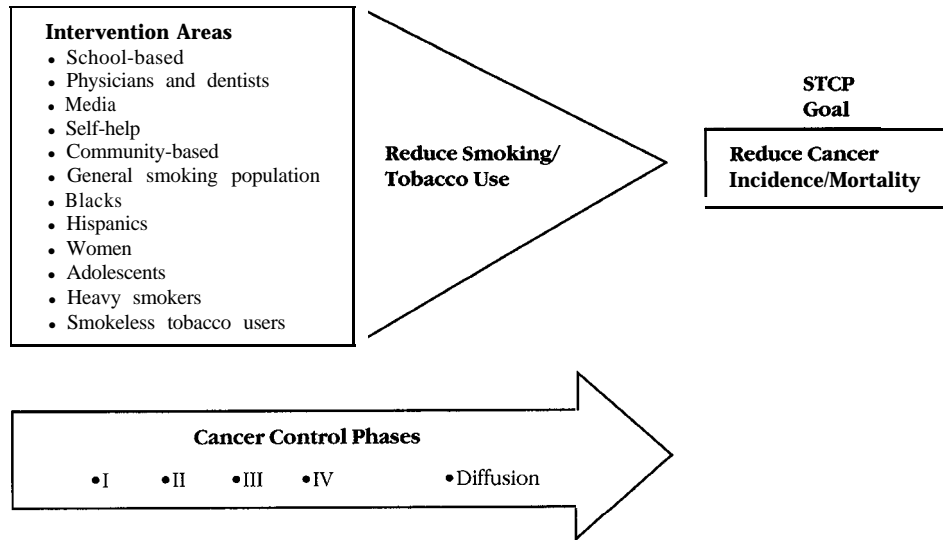 Intervention Areas
• School-based
• Physicians and dentists
• Media
• Self-help
• Community-based
• General smoking population
• Blacks
• Hispanics
• Women
• Adolescents
• Heavy smokers
• Smokeless tobacco users
Reduce Smoking/
Tobacco Use
STCP
Goal
Reduce Cancer
Incidence/Mortality
Cancer Control Phases
•I •II •III •IV •Diffusion